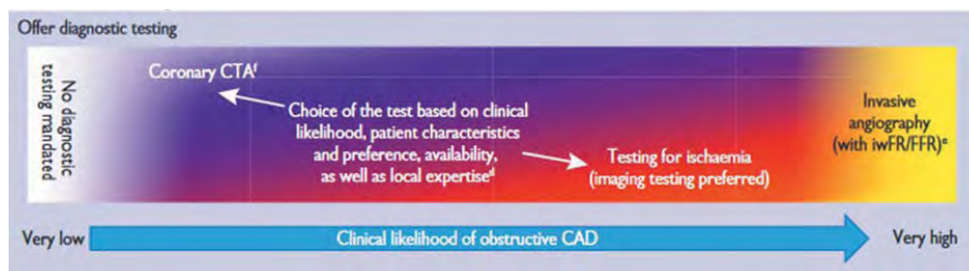 Offer diagnostic testing
No diagnostic
testing mandated
Coronary CTAᶠ
Choice of the test based on clinical
likelihood, patient characteristics
and preference, availability,
as well as local expertiseᵈ
Testing for ischaemia
(imaging testing preferred)
Invasive
angiography
(with iwFR/FFR)ᵉ
Very low
Clinical likelihood of obstructive CAD
Very high